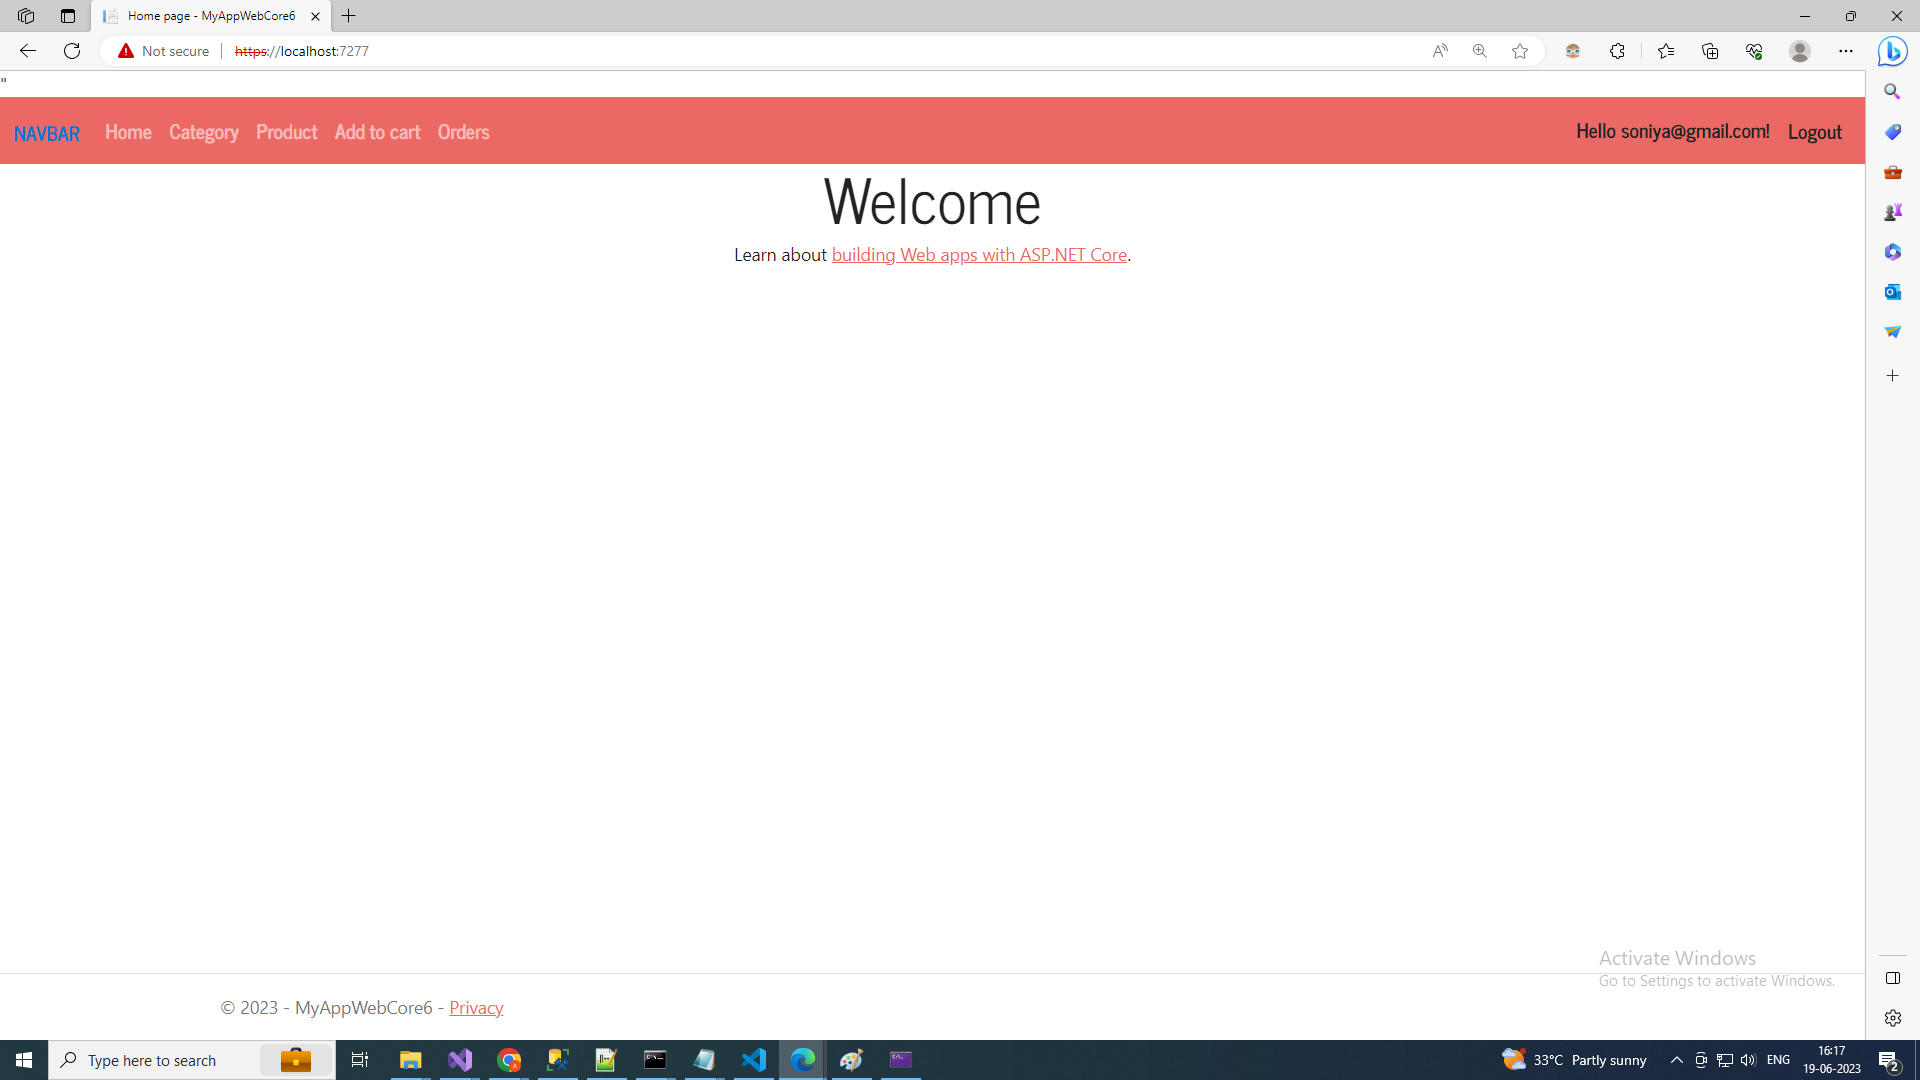 Home page - MyAppWebCore6
Not secure https://localhost:7277
"
NAVBAR Home Category Product Add to cart Orders Hello soniya@gmail.com! Logout
Welcome
Learn about building Web apps with ASP.NET Core.
Activate Windows
Go to Settings to activate Windows.
© 2023 - MyAppWebCore6 - Privacy
Type here to search 33°C Partly sunny ENG 16:17
19-06-2023 2